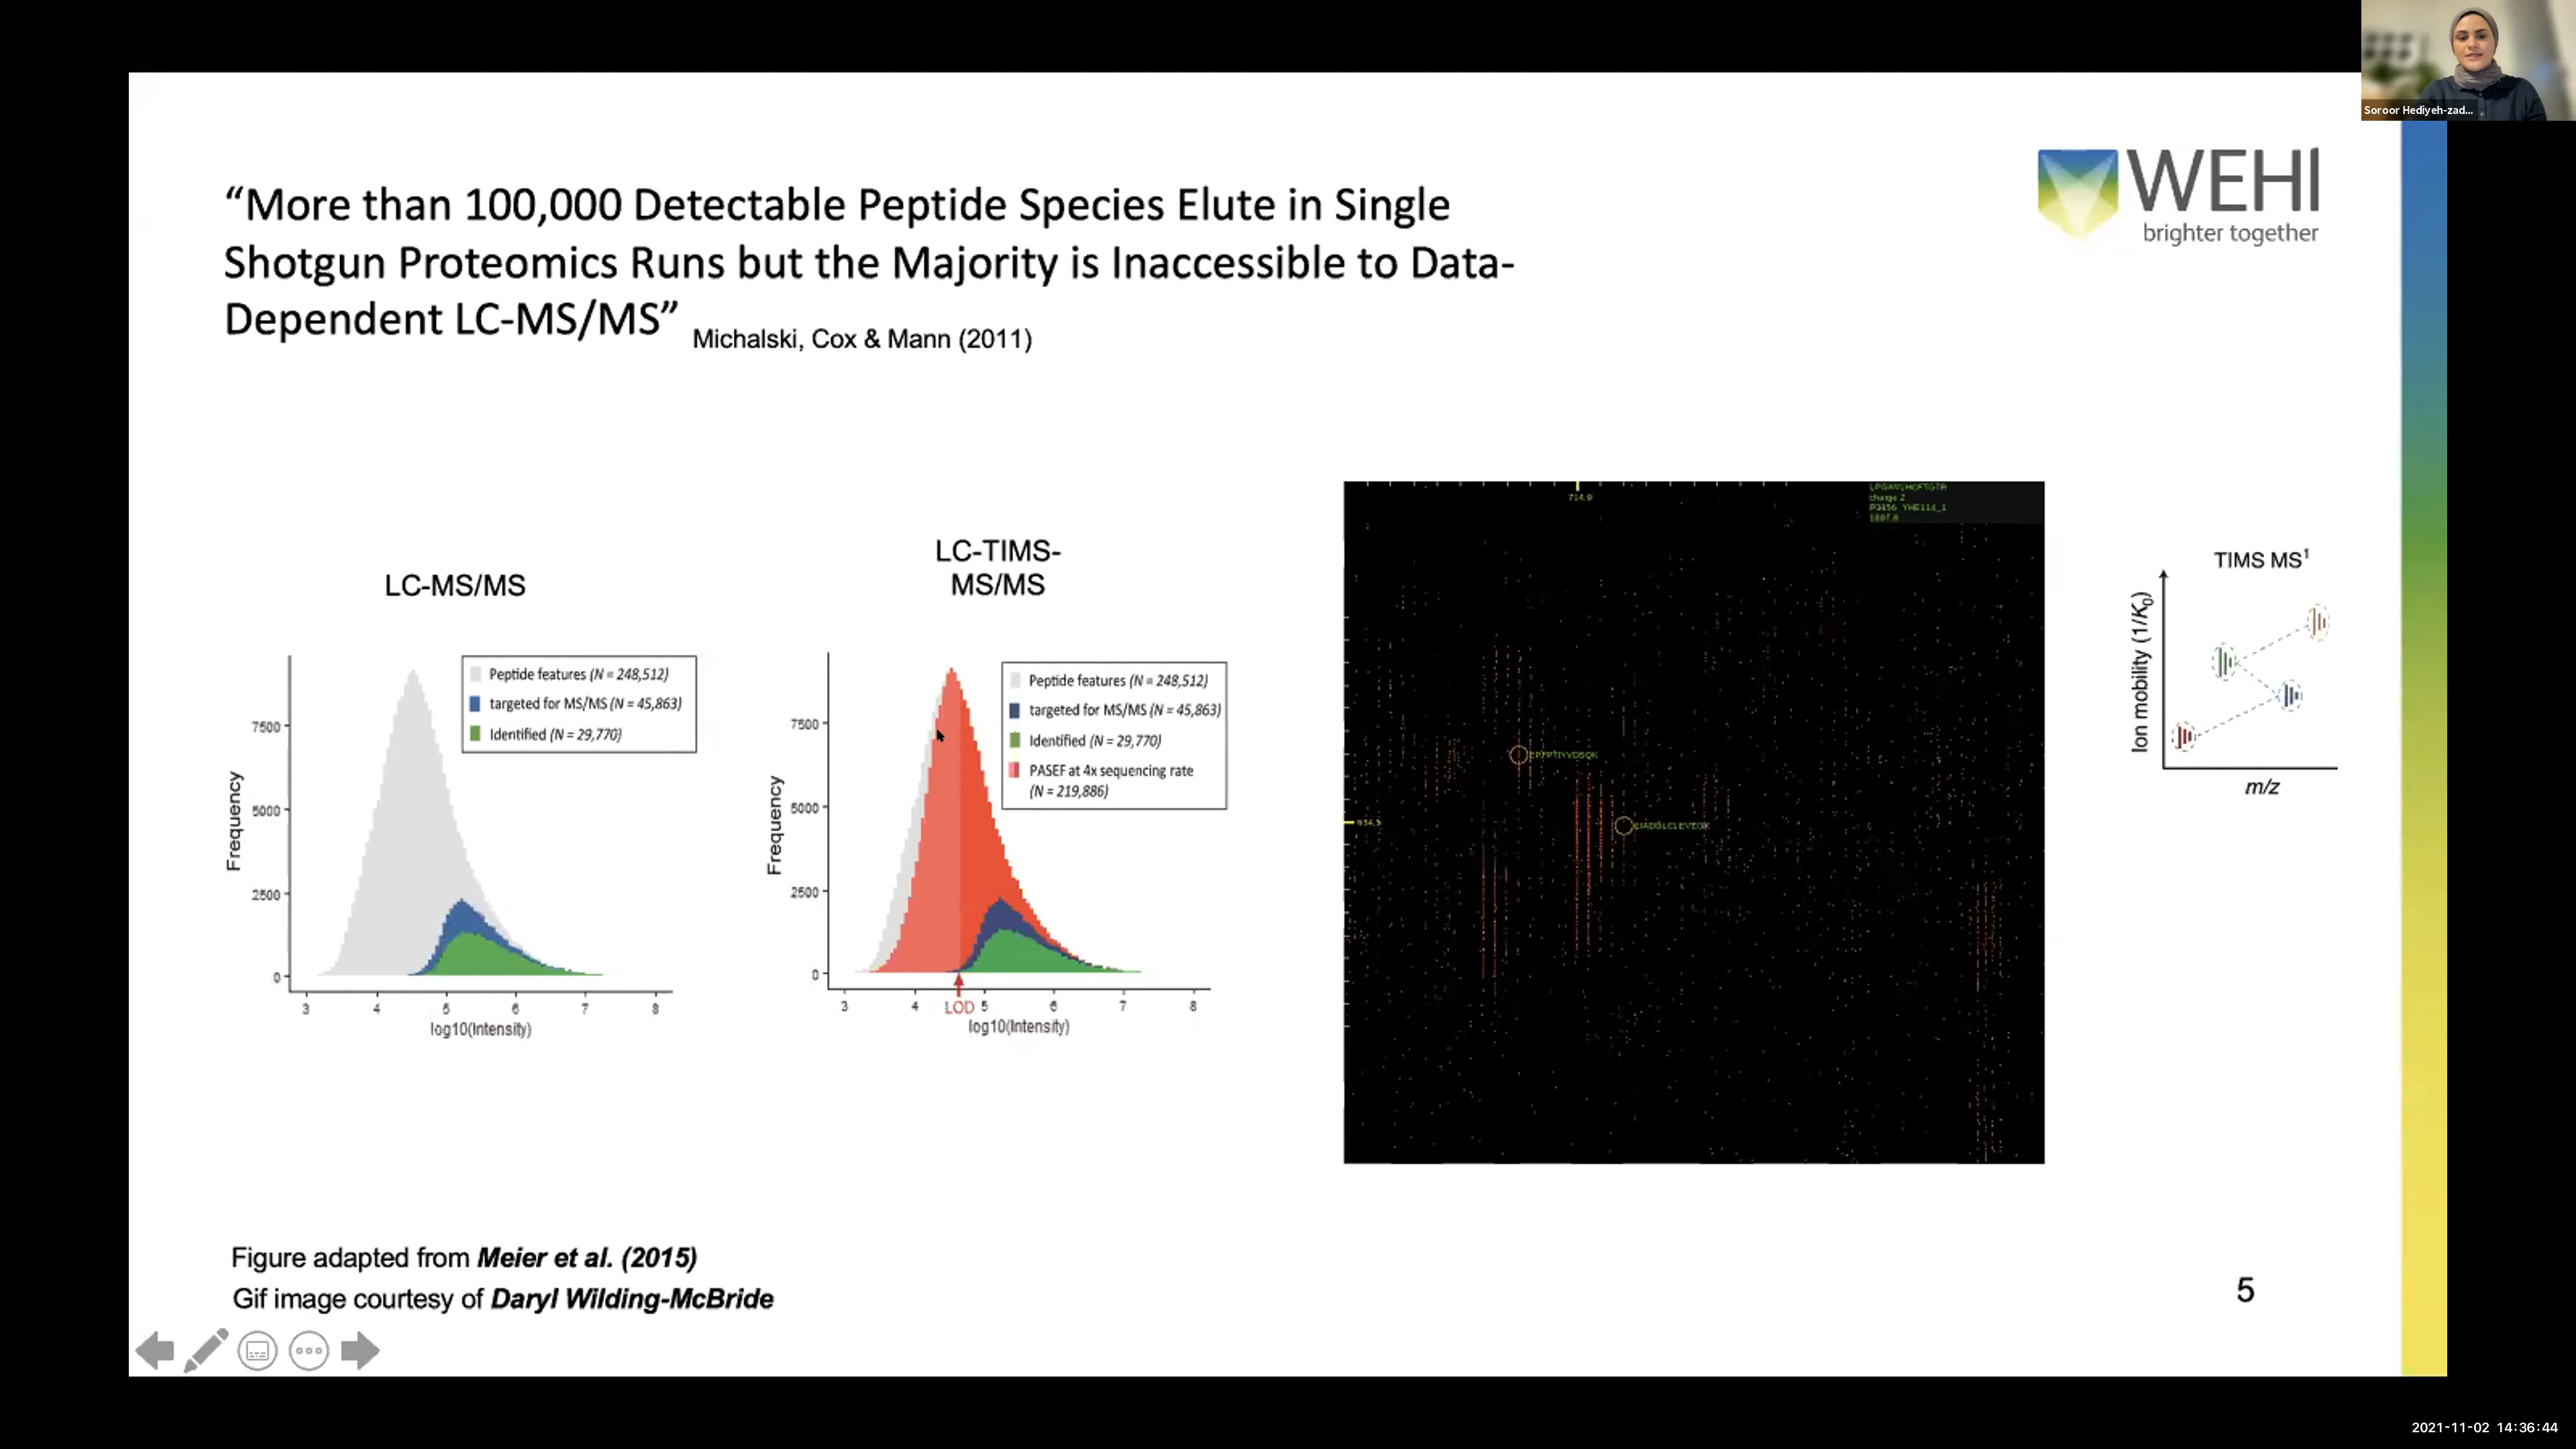 Soroor Hediyeh-zad...
WEHI
brighter together
“More than 100,000 Detectable Peptide Species Elute in Single
Shotgun Proteomics Runs but the Majority is Inaccessible to Data-
Dependent LC-MS/MS” Michalski, Cox & Mann (2011)
LC-MS/MS
Peptide features (N = 248,512)
targeted for MS/MS (N = 45,863)
Identified (N = 29,770)
Frequency
7500
5000
2500
0
3 4 5 6 7 8
log10(Intensity)
LC-TIMS-
MS/MS
Peptide features (N = 248,512)
targeted for MS/MS (N = 45,863)
Identified (N = 29,770)
PASEF at 4x sequencing rate
(N = 219,886)
Frequency
7500
5000
2500
0
3 4 LOD 5 6 7 8
log10(Intensity)
714.9
charge 2
TIMS MS¹
Ion mobility (1/K₀)
m/z
Figure adapted from Meier et al. (2015)
Gif image courtesy of Daryl Wilding-McBride
5
2021-11-02 14:36:44